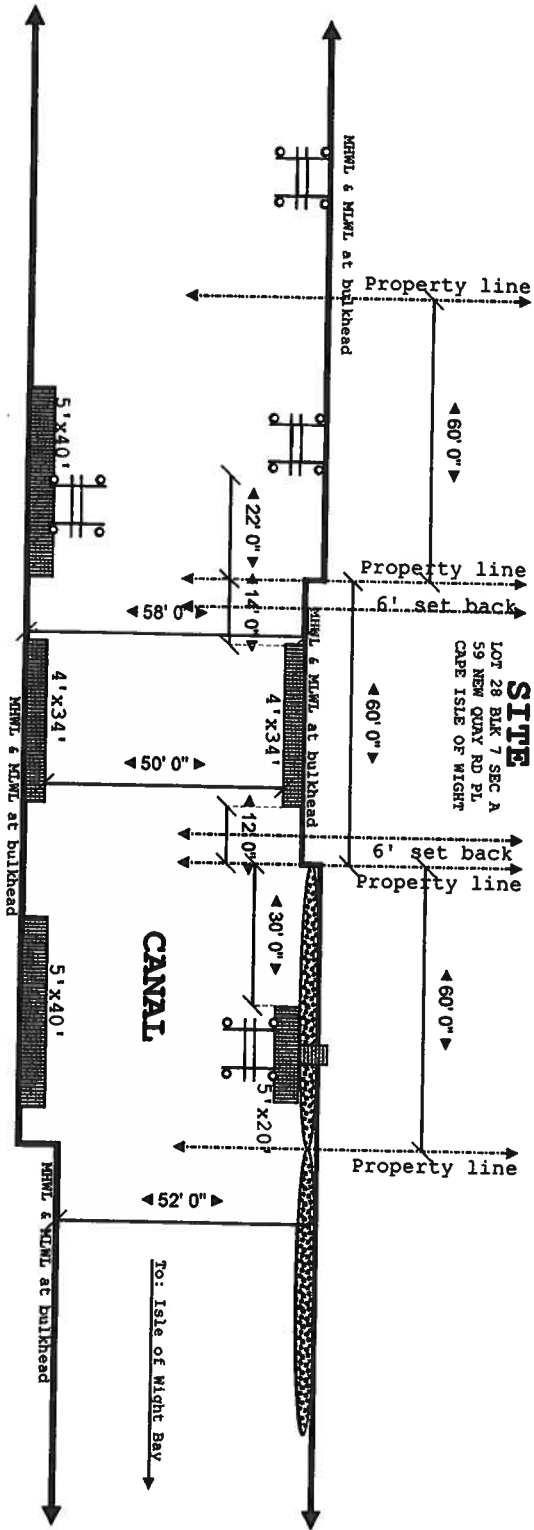 SITE
LOT 28 BLK 7 SEC A
59 NEW QUAY RD PL
CAPE ISLE OF WIGHT
Property line
60' 0"
Property line
6' set back
60' 0"
6' set back
Property line
60' 0"
Property line
MHWL & MLWL at bulkhead
MHWL & MLWL at bulkhead
22' 0"
14' 0"
4'x34'
12' 0"
30' 0"
5'x20'
58' 0"
50' 0"
52' 0"
CANAL
To: Isle of Wight Bay
5'x40'
4'x34'
5'x40'
MHWL & MLWL at bulkhead
MHWL & MLWL at bulkhead